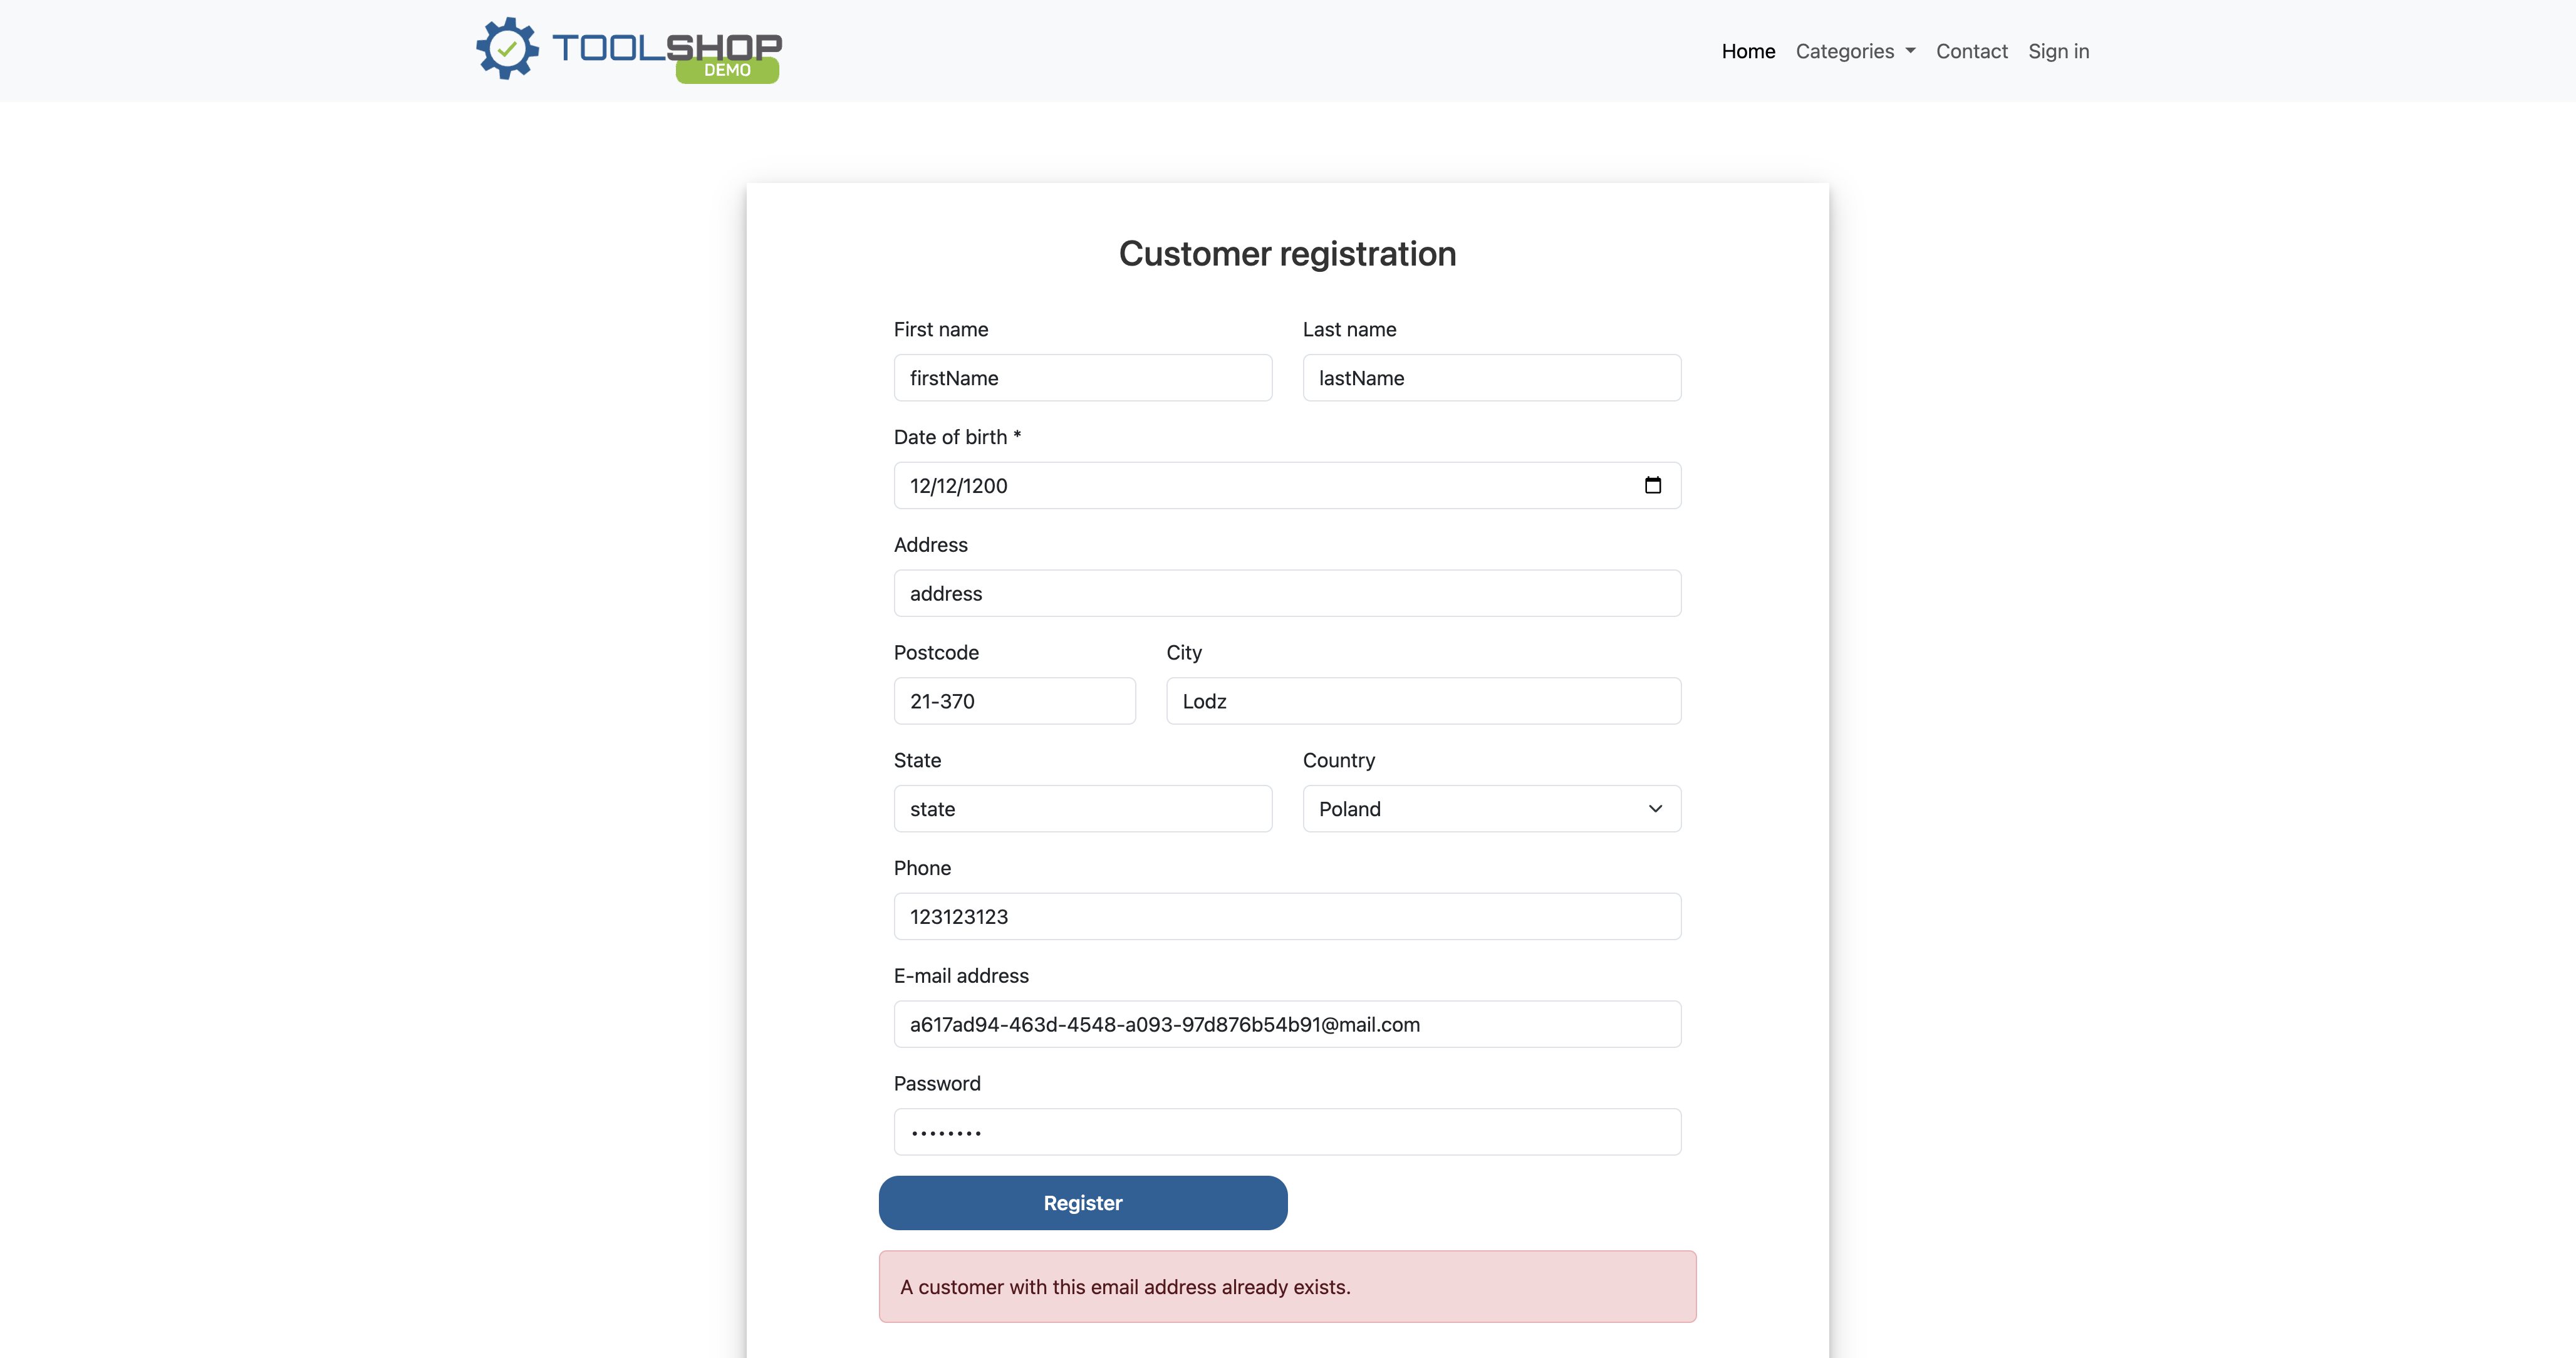 TOOLSHOP
DEMO
Home Categories Contact Sign in
Customer registration
First name Last name
firstName lastName
Date of birth *
12/12/1200
Address
address
Postcode City
21-370 Lodz
State Country
state Poland
Phone
123123123
E-mail address
a617ad94-463d-4548-a093-97d876b54b91@mail.com
Password
••••••••
Register
A customer with this email address already exists.